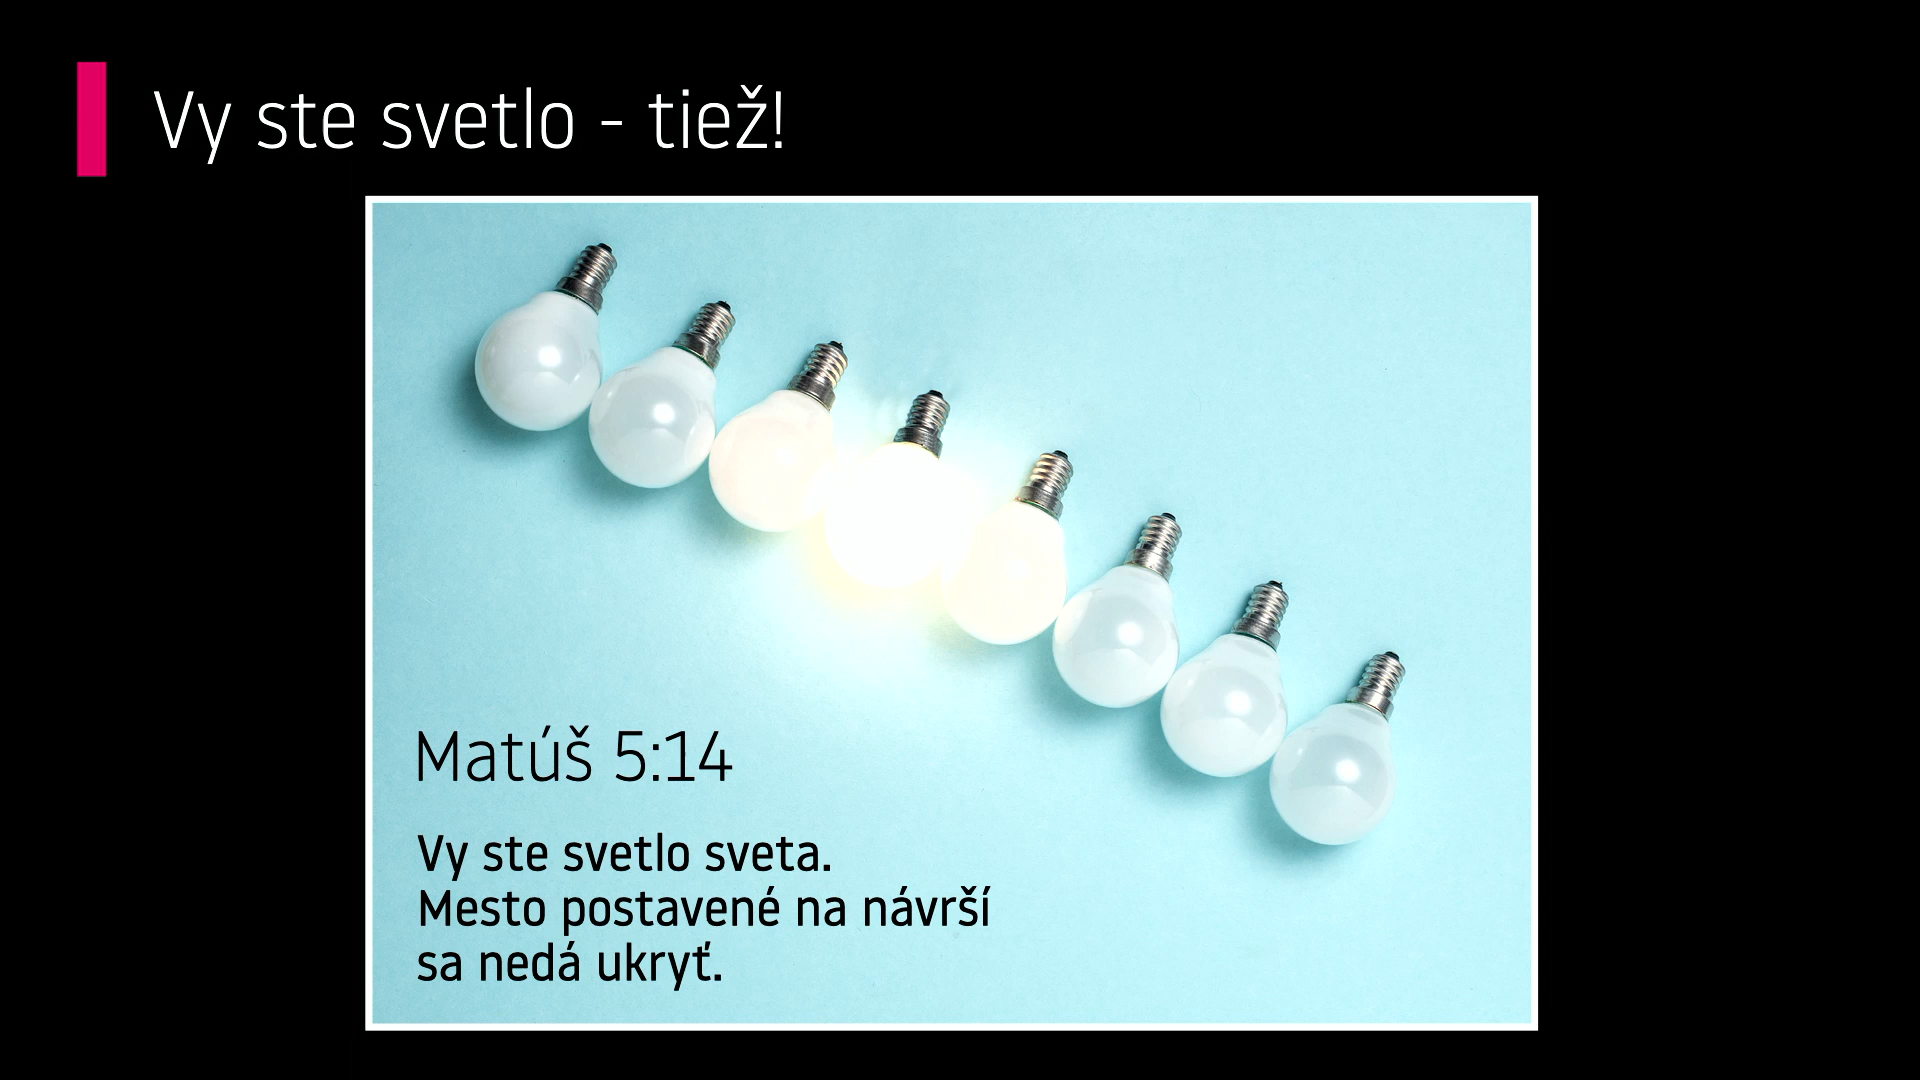 Vy ste svetlo - tiež!
Matúš 5:14
Vy ste svetlo sveta.
Mesto postavené na návrší
sa nedá ukryť.